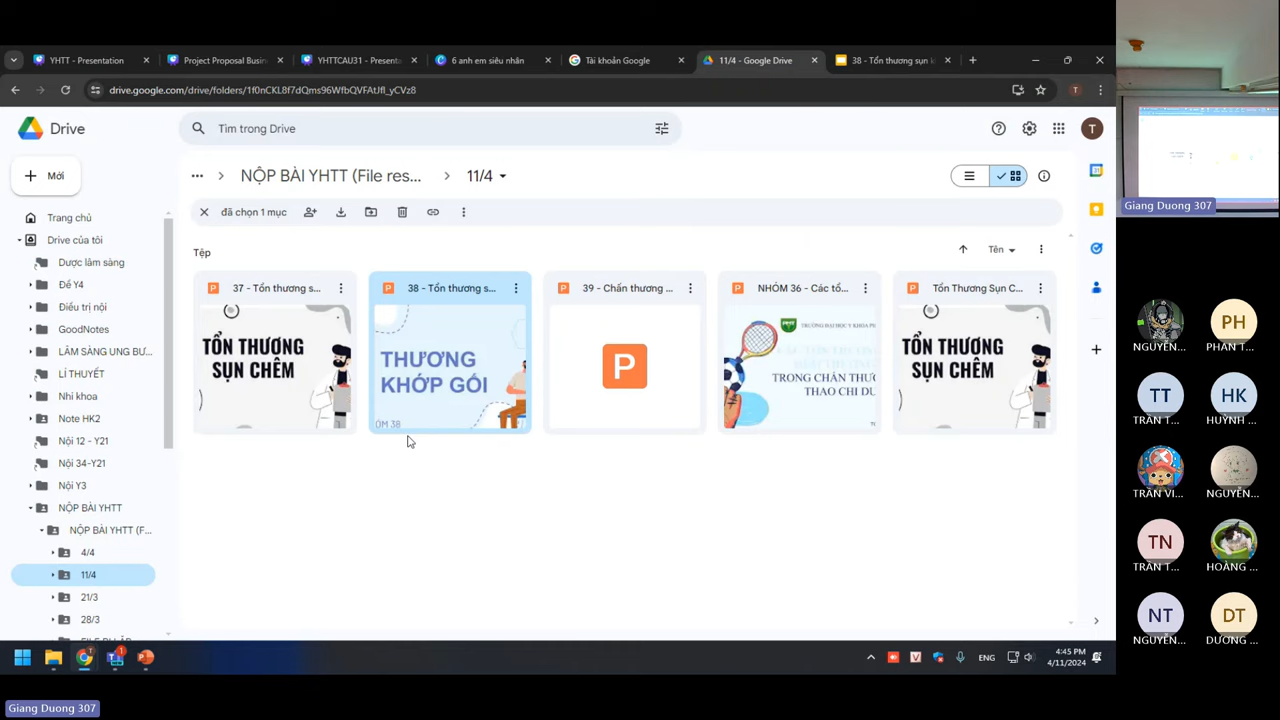 YHTT - Presentation
Project Proposal Busin
YHTTCAU31 - Present
6 anh em siêu nhân
Tài khoản Google
11/4 - Google Drive
38 - Tổn thương sụn k
drive.google.com/drive/folders/1f0nCKL8f7dQms96WfbQVFAtJfl_yCVz8
T
Drive
Tìm trong Drive
T
Mới
NỘP BÀI YHTT (File res...
11/4
đã chọn 1 mục
Trang chủ
Drive của tôi
Dược lâm sàng
Đề Y4
Điều trị nội
GoodNotes
LÂM SÀNG UNG BƯ...
LÍ THUYẾT
Nhi khoa
Note HK2
Nội 12 - Y21
Nội 34-Y21
Nội Y3
NỘP BÀI YHTT
NỘP BÀI YHTT (F...
4/4
11/4
21/3
28/3
Tệp
Tên
37 - Tổn thương s...
38 - Tổn thương s...
39 - Chấn thương ...
NHÓM 36 - Các tổ...
Tổn Thương Sụn C...
TỔN THƯƠNG
SỤN CHÊM
THƯƠNG
KHỚP GỐI
ÓM 38
P
TRƯỜNG ĐẠI HỌC Y KHOA P
TRONG CHẤN THƯƠ
THAO CHI DƯ
TỔN THƯƠNG
SỤN CHÊM
ENG
4:45 PM
4/11/2024
Giang Duong 307
Giang Duong 307
NGUYỄN...
PH
PHAN T...
TT
TRẦN T...
HK
HUỲNH ...
TRẦN VI...
NGUYỄN...
TN
TRẦN T...
HOÀNG ...
NT
NGUYỄN...
DT
DƯƠNG ...